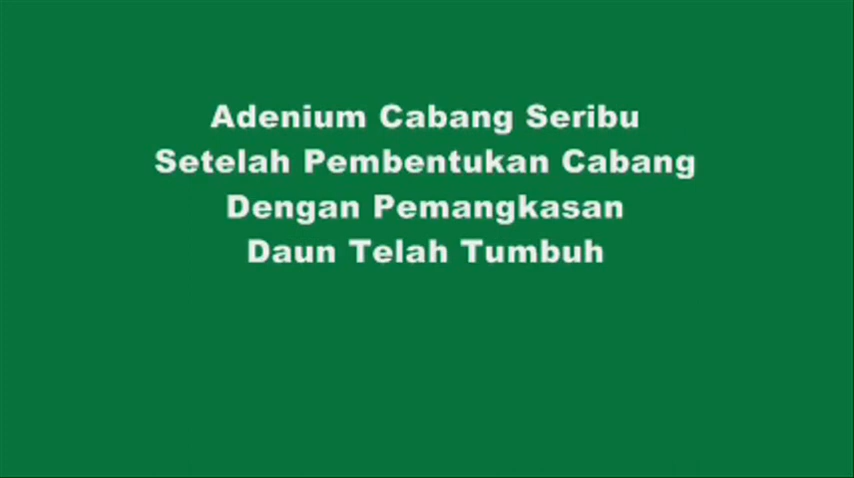 Adenium Cabang Seribu
Setelah Pembentukan Cabang
Dengan Pemangkasan
Daun Telah Tumbuh